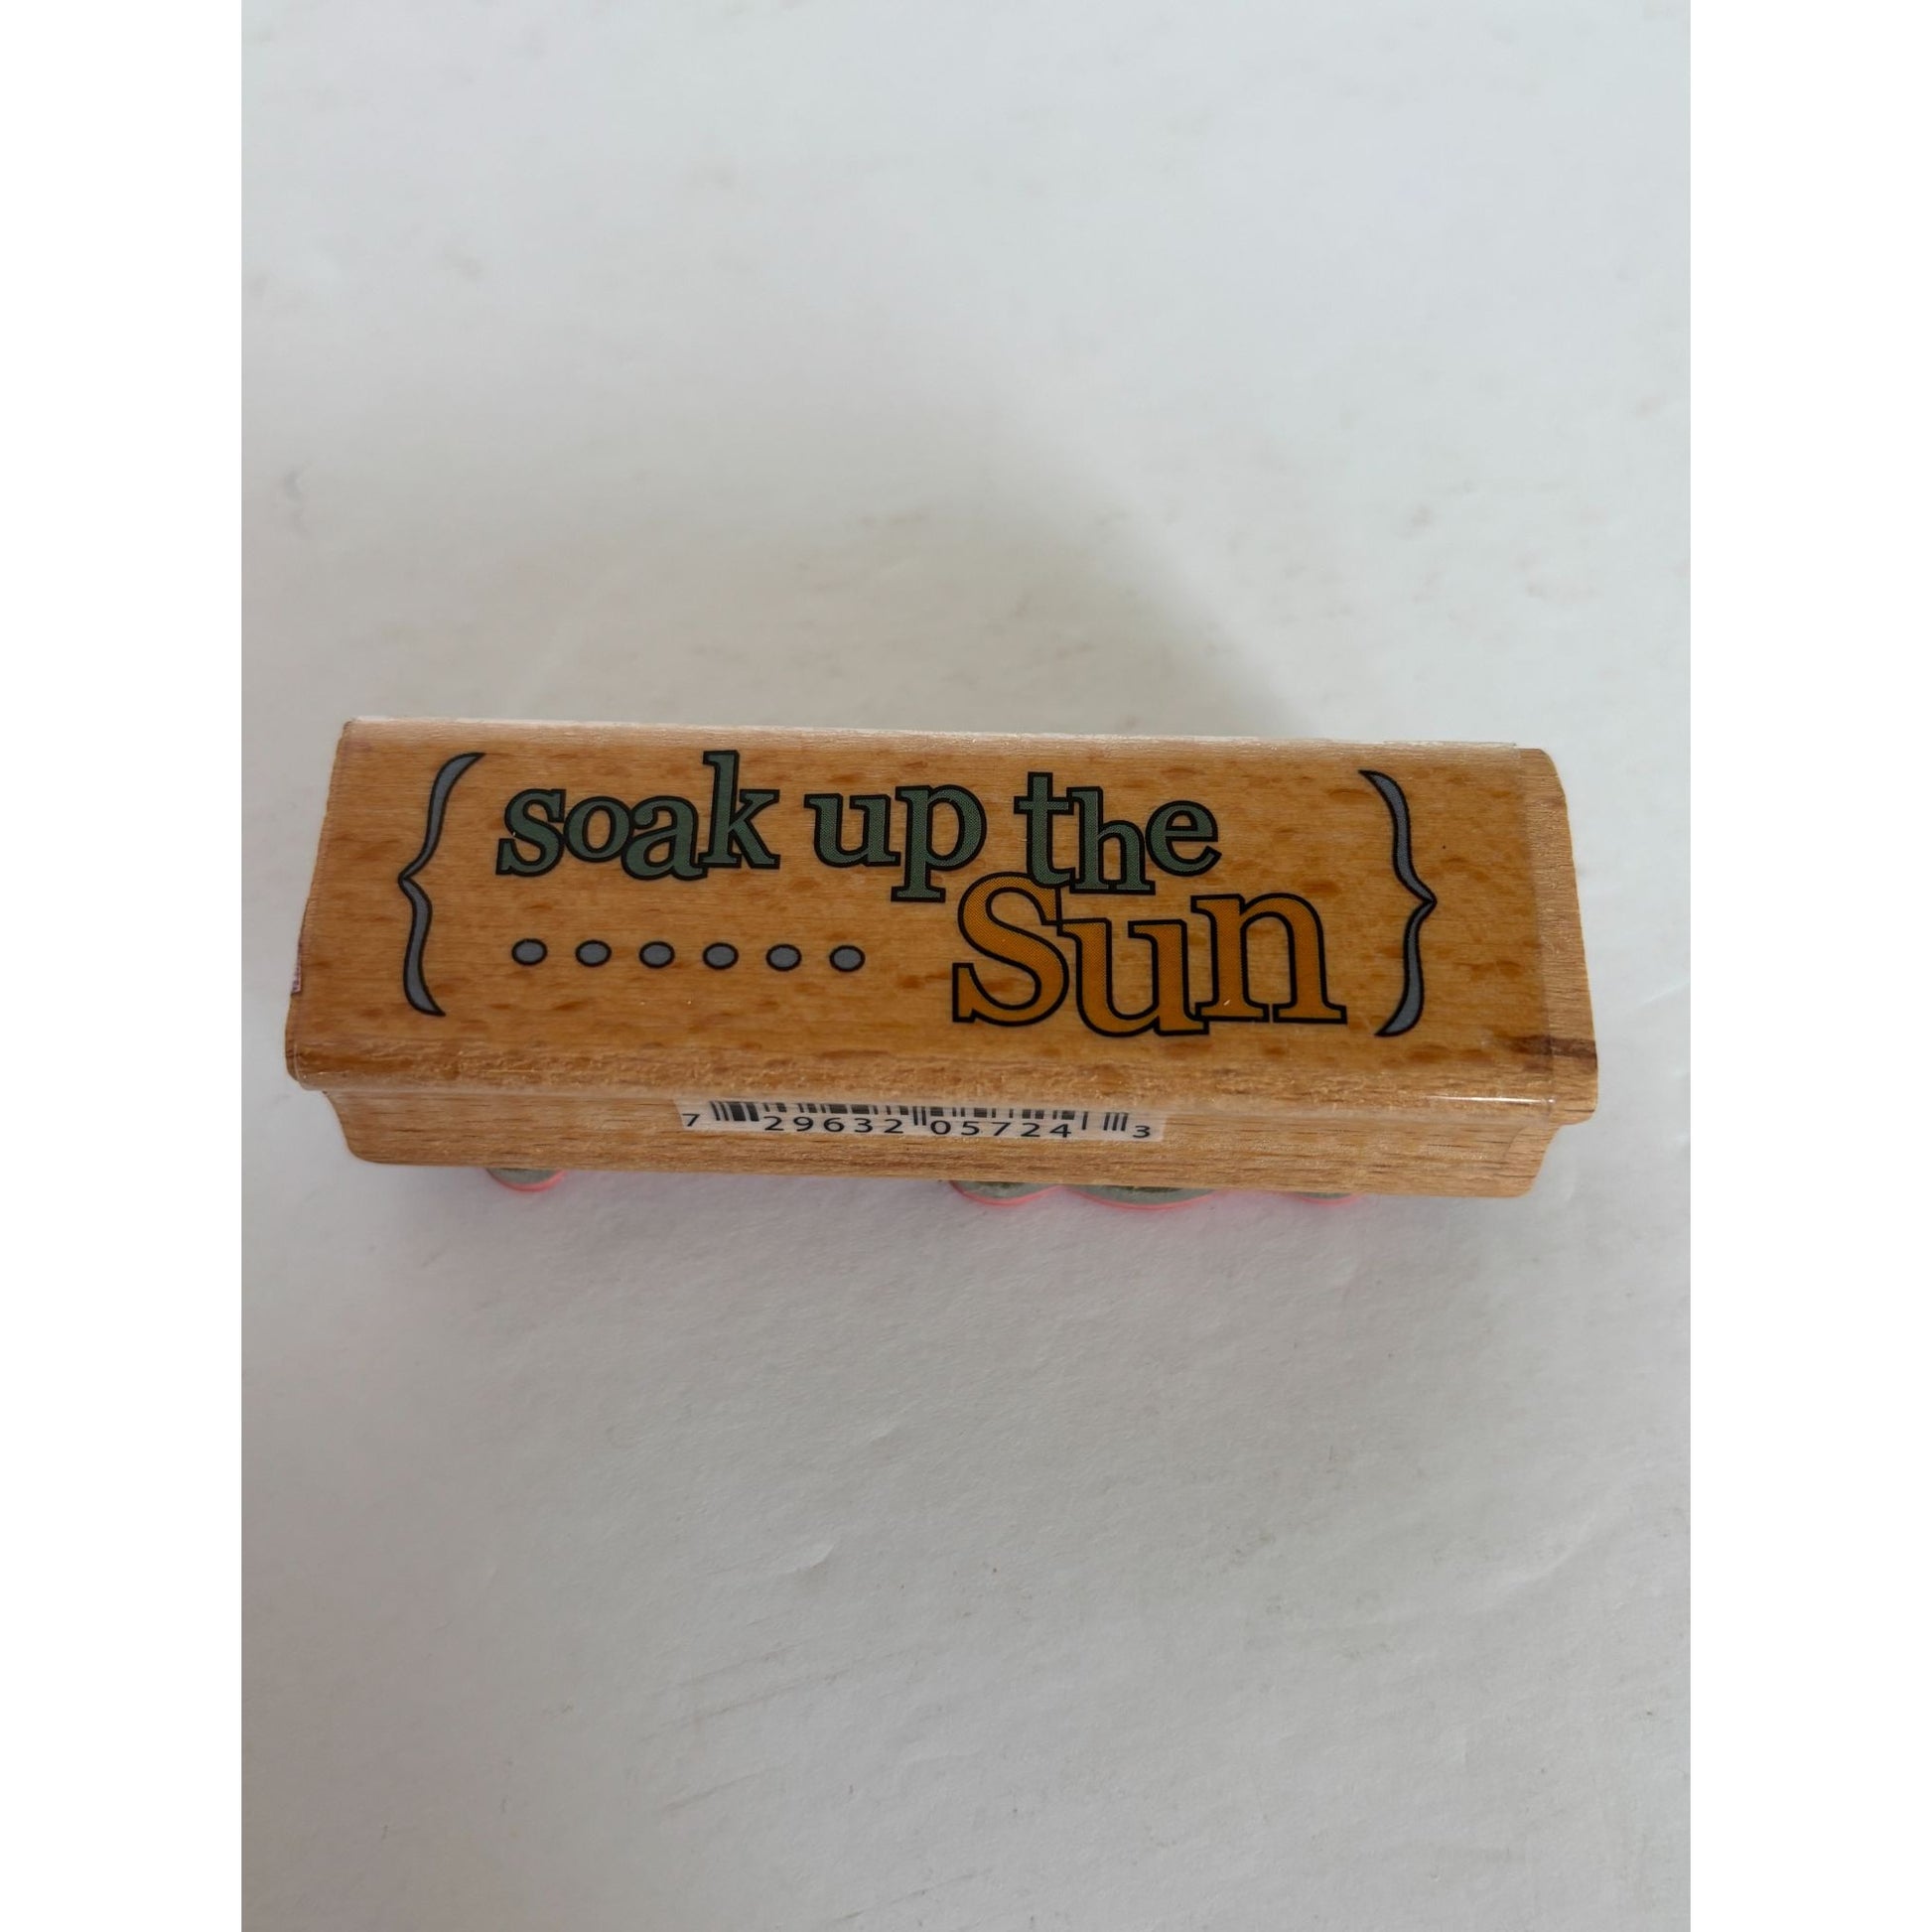 { soak up the
...... Sun }
7 29632 05724 3